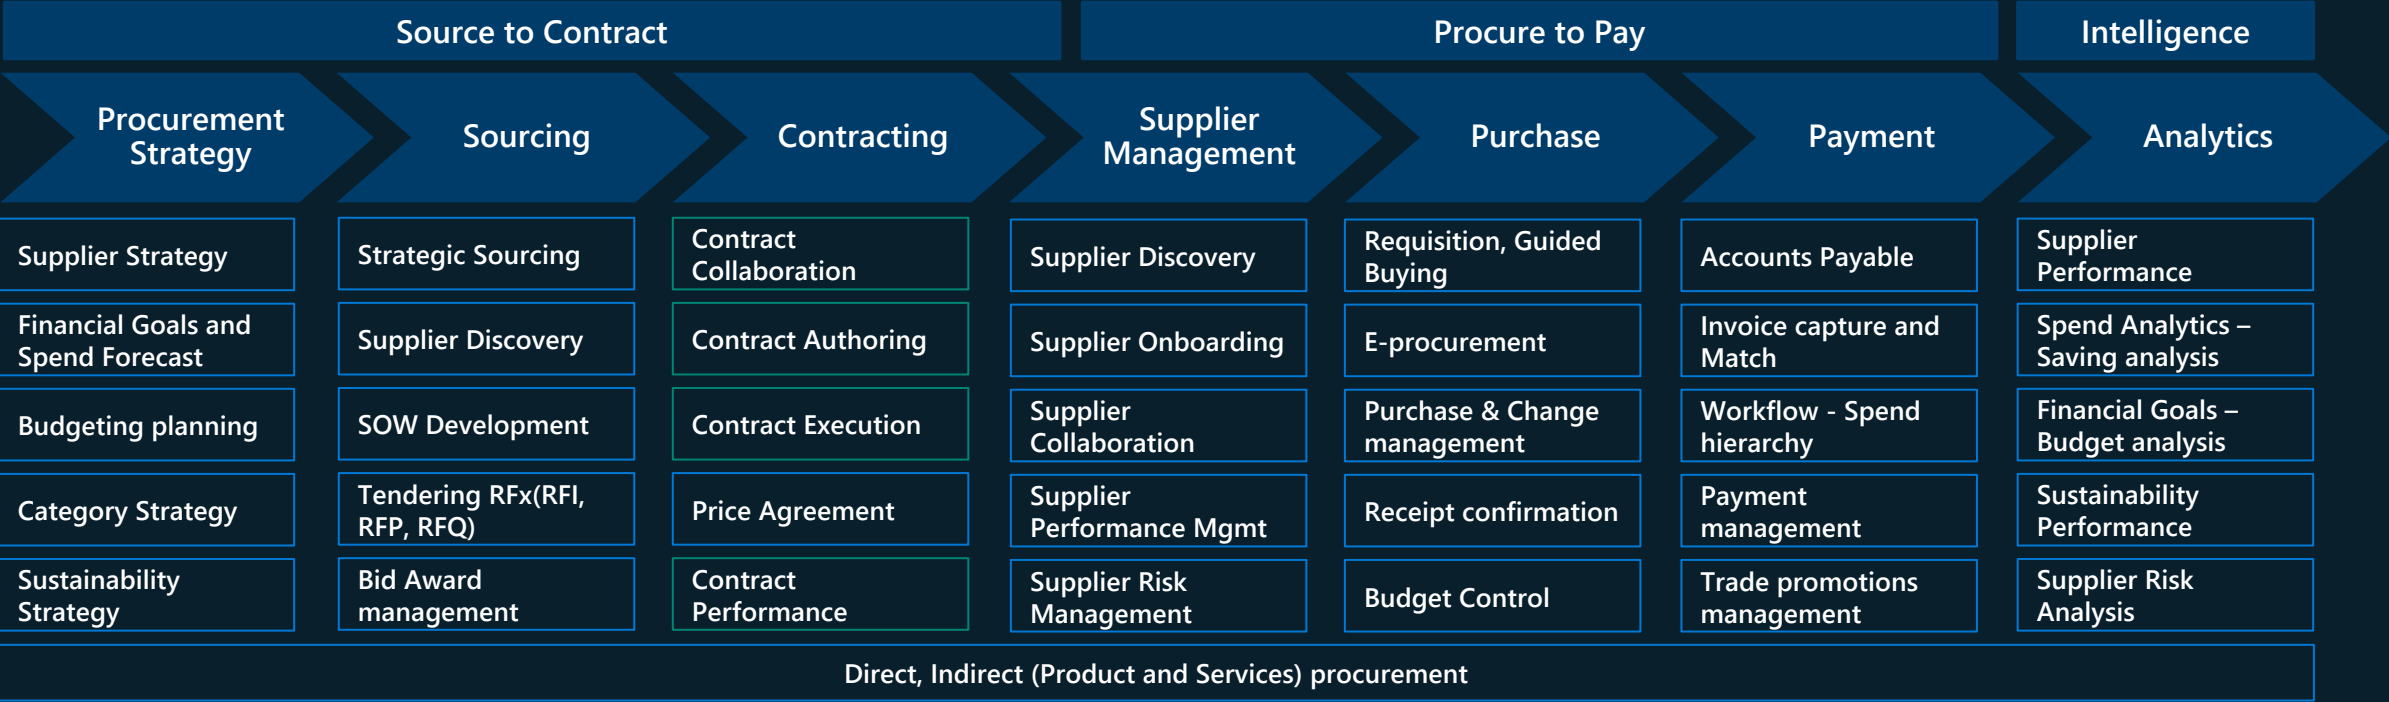 Source to Contract
Procure to Pay
Intelligence
Procurement
Strategy
Sourcing
Contracting
Supplier
Management
Purchase
Payment
Analytics
Supplier Strategy
Financial Goals and
Spend Forecast
Budgeting planning
Category Strategy
Sustainability
Strategy
Strategic Sourcing
Supplier Discovery
SOW Development
Tendering RFx(RFI,
RFP, RFQ)
Bid Award
management
Contract
Collaboration
Contract Authoring
Contract Execution
Price Agreement
Contract
Performance
Supplier Discovery
Supplier Onboarding
Supplier
Collaboration
Supplier
Performance Mgmt
Supplier Risk
Management
Requisition, Guided
Buying
E-procurement
Purchase & Change
management
Receipt confirmation
Budget Control
Accounts Payable
Invoice capture and
Match
Workflow - Spend
hierarchy
Payment
management
Trade promotions
management
Supplier
Performance
Spend Analytics –
Saving analysis
Financial Goals –
Budget analysis
Sustainability
Performance
Supplier Risk
Analysis
Direct, Indirect (Product and Services) procurement